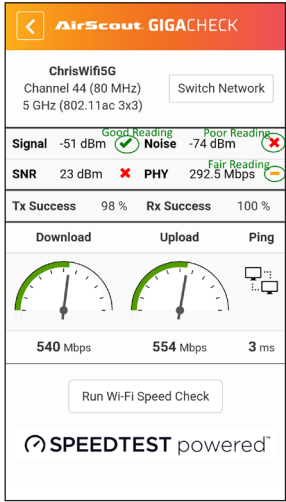 AirScout GIGACHECK
ChrisWifi5G
Channel 44 (80 MHz)
5 GHz (802.11ac 3x3)
Switch Network
Good Reading
Poor Reading
Signal -51 dBm Noise -74 dBm
Fair Reading
SNR 23 dBm PHY 292.5 Mbps
Tx Success 98 % Rx Success 100 %
Download Upload Ping
540 Mbps 554 Mbps 3 ms
Run Wi-Fi Speed Check
SPEEDTEST powered™